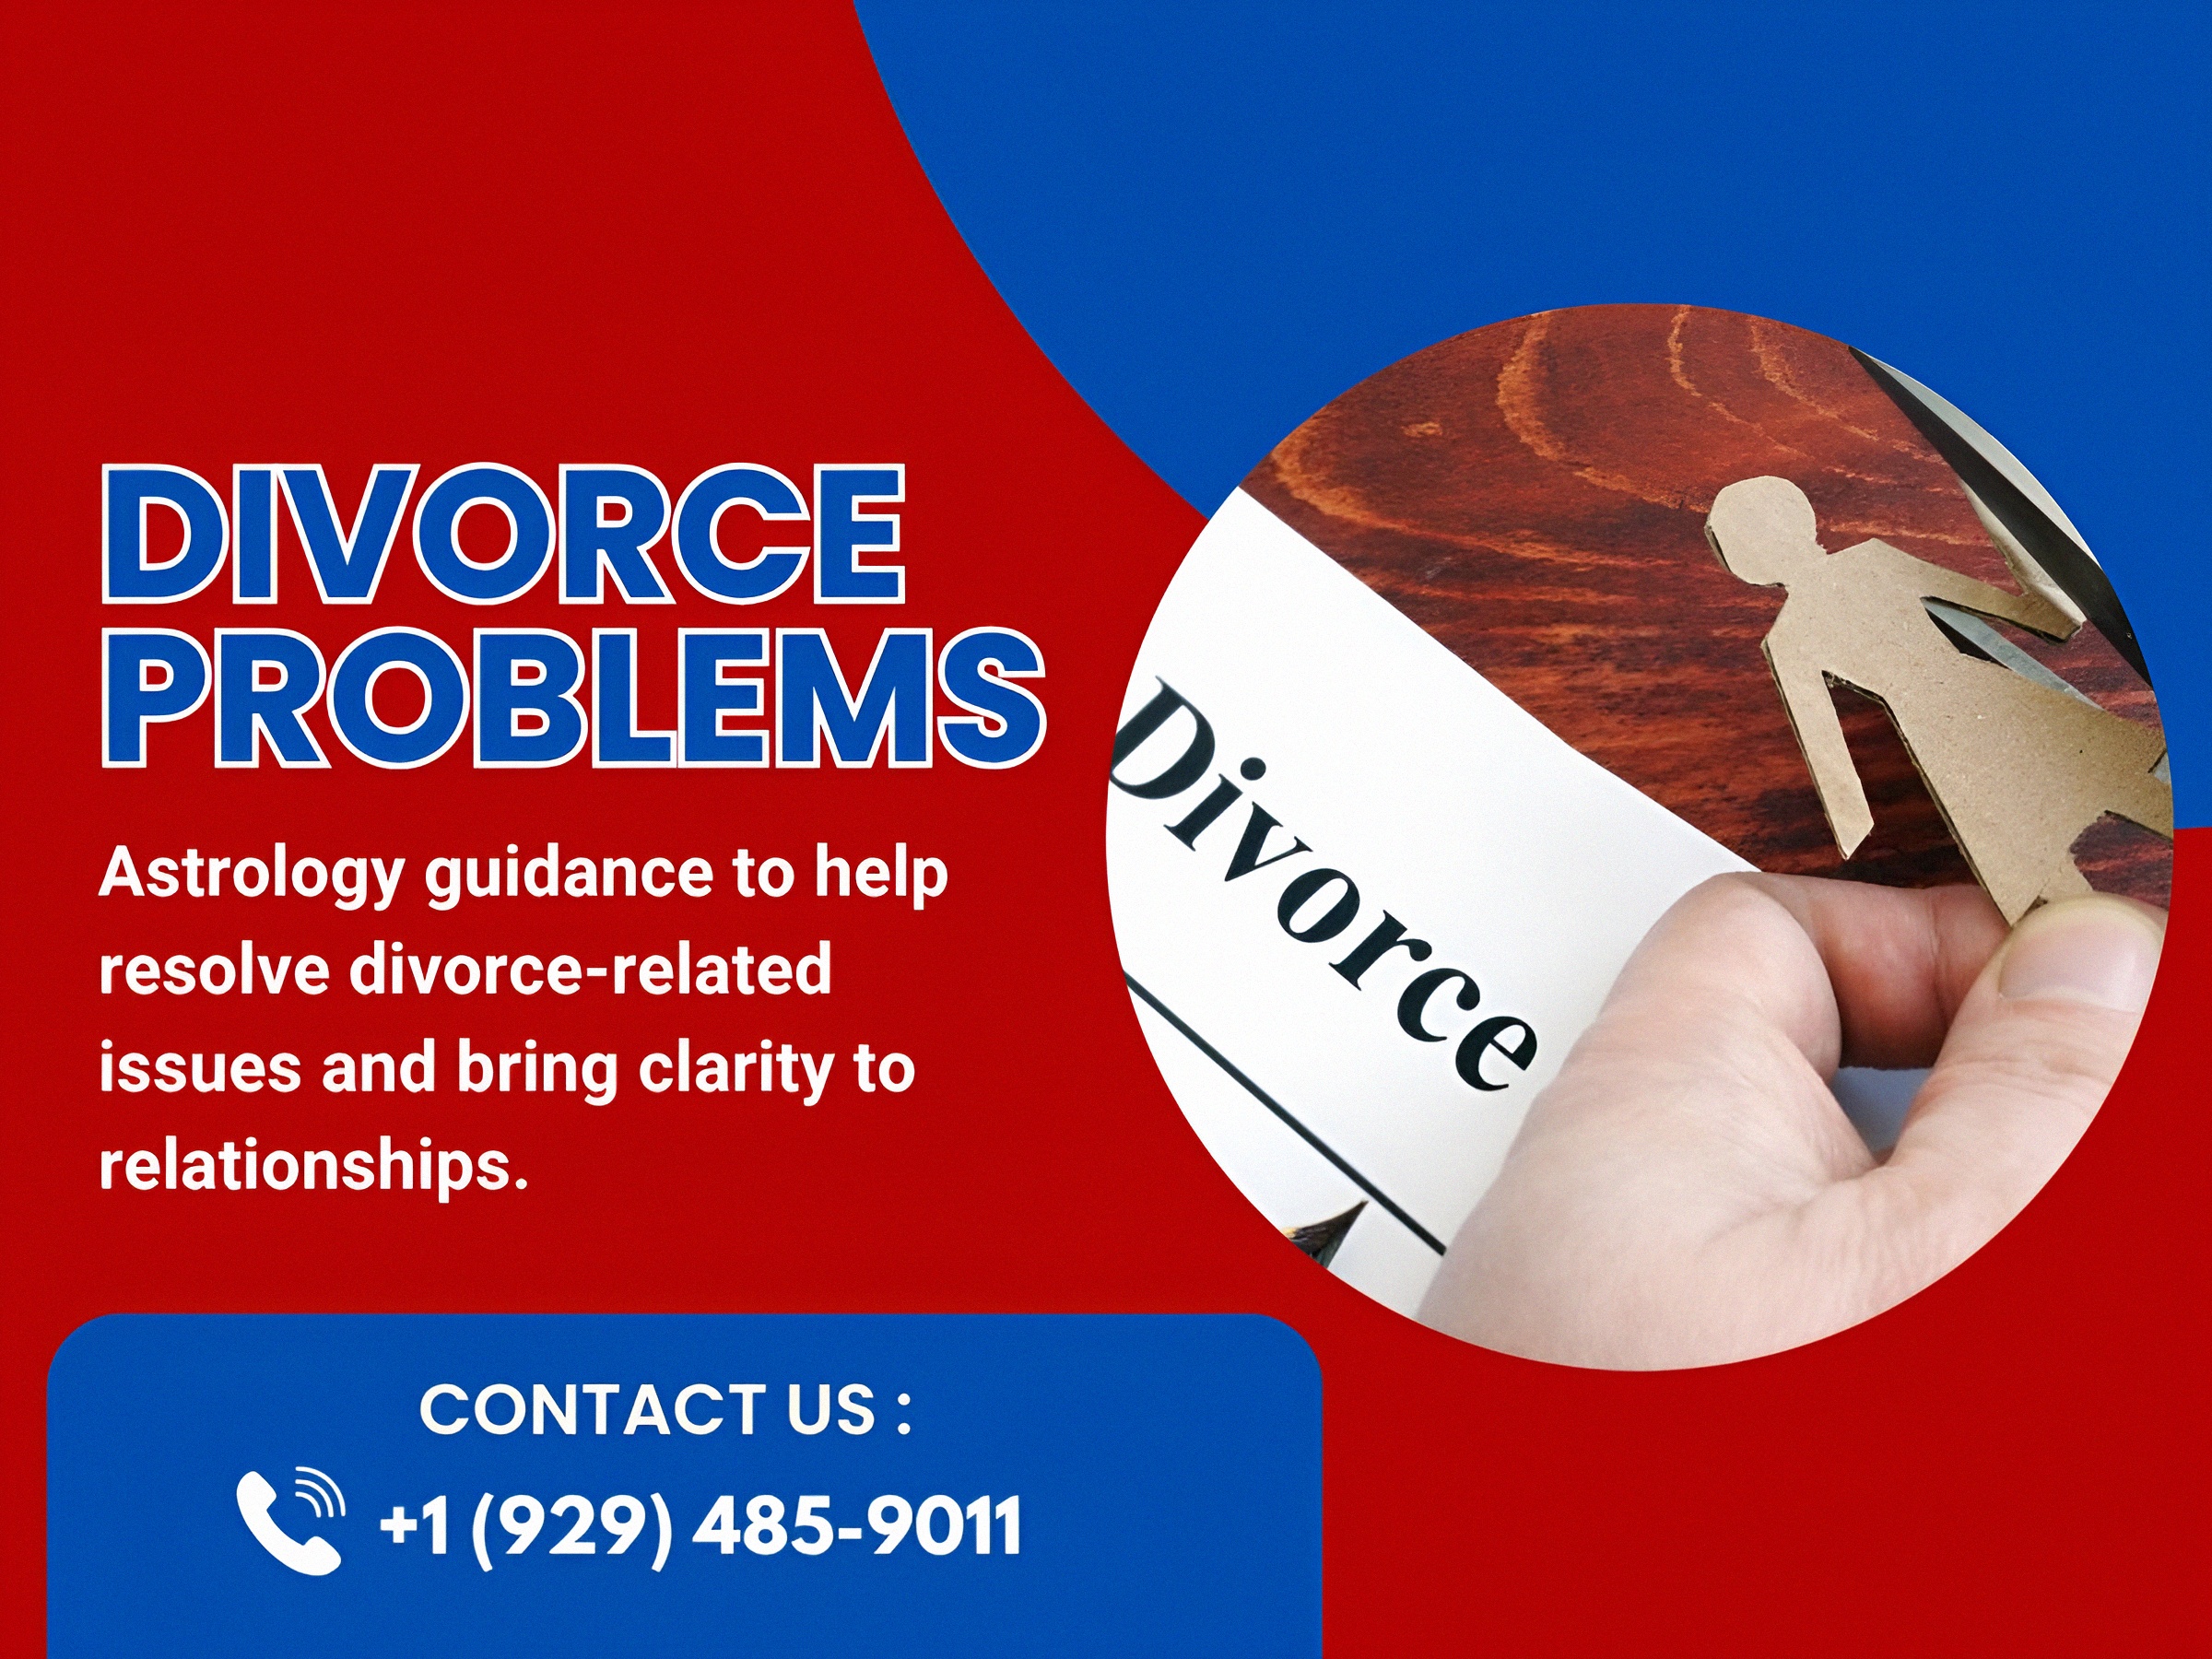 DIVORCE
PROBLEMS
Astrology guidance to help
resolve divorce-related
issues and bring clarity to
relationships.
Divorce
CONTACT US :
+1 (929) 485-9011